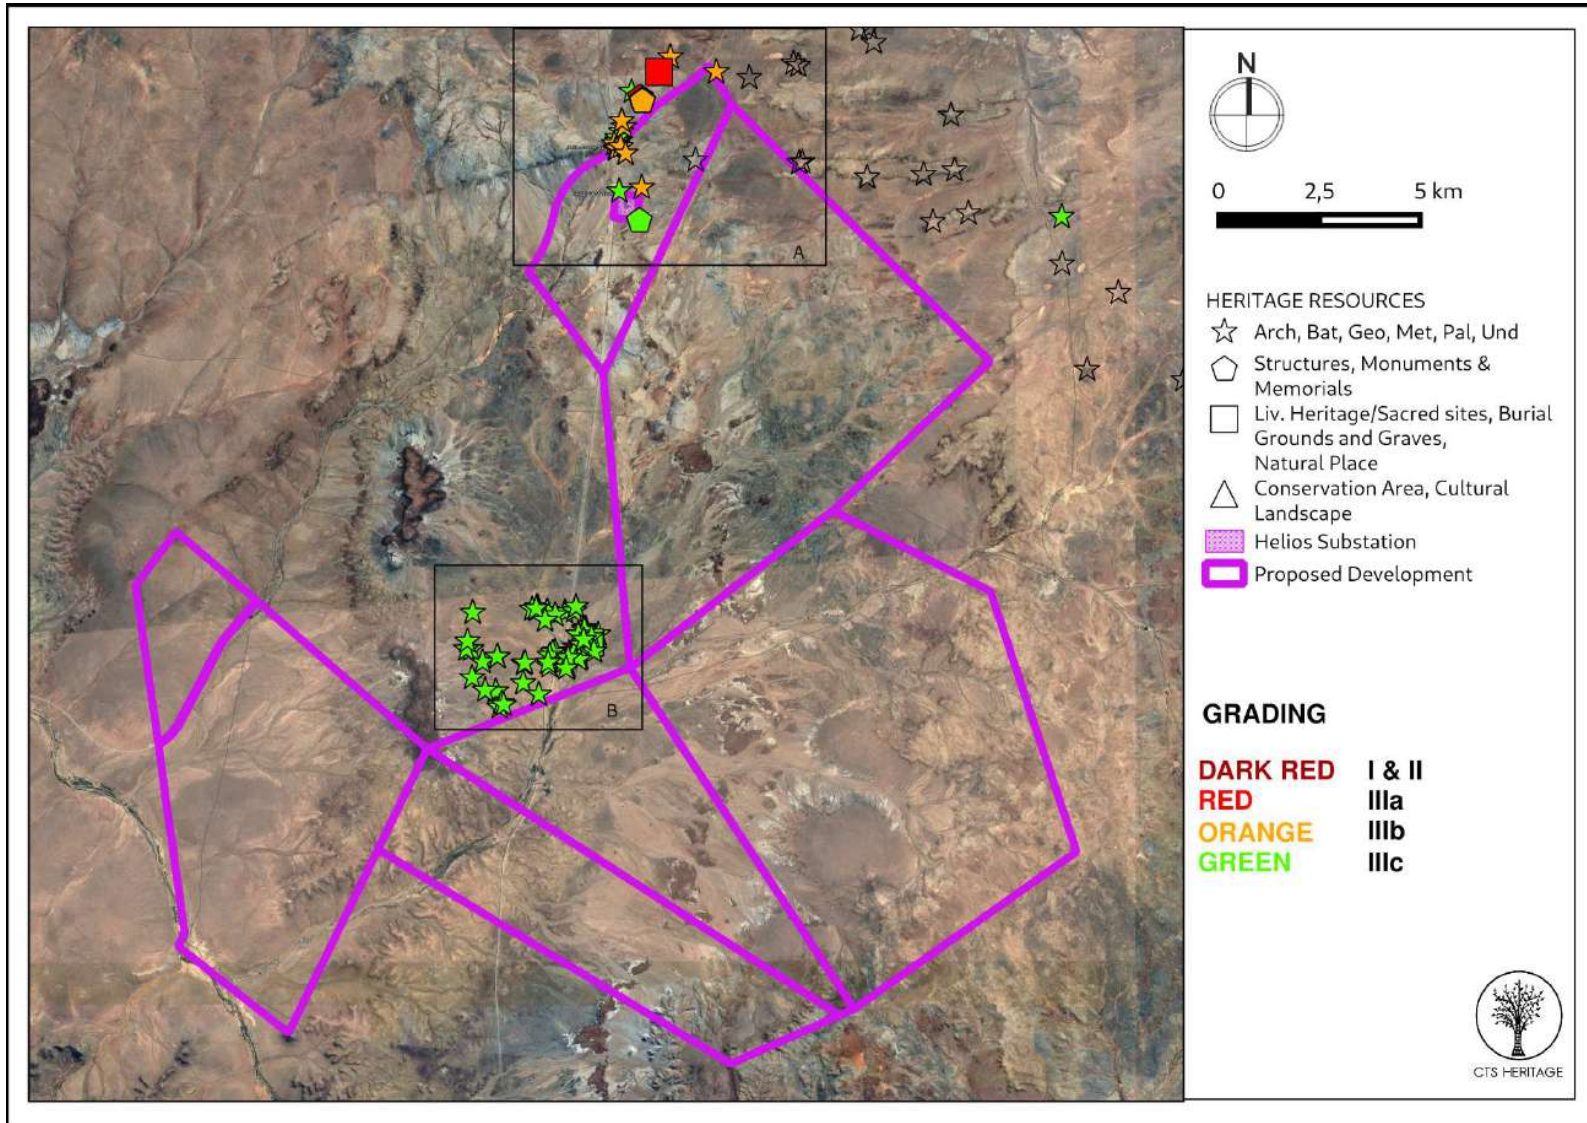 A
B
N
0 2,5 5 km
HERITAGE RESOURCES
Arch, Bat, Geo, Met, Pal, Und
Structures, Monuments &
Memorials
Liv. Heritage/Sacred sites, Burial
Grounds and Graves,
Natural Place
Conservation Area, Cultural
Landscape
Helios Substation
Proposed Development
GRADING
DARK RED I & II
RED IIIa
ORANGE IIIb
GREEN IIIc
CTS HERITAGE